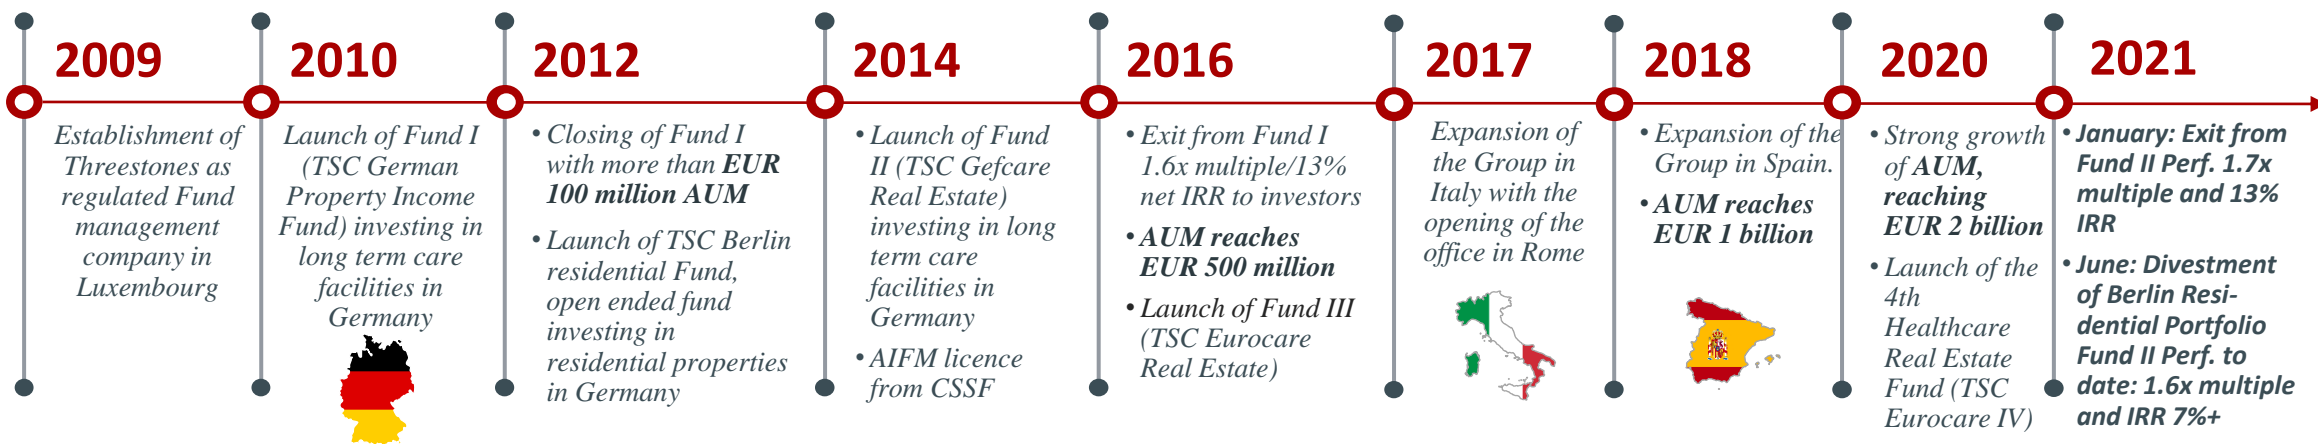 2009
Establishment of
Threestones as
regulated Fund
management
company in
Luxembourg
2010
Launch of Fund I
(TSC German
Property Income
Fund) investing in
long term care
facilities in
Germany
2012
• Closing of Fund I
with more than EUR
100 million AUM
• Launch of TSC Berlin
residential Fund,
open ended fund
investing in
residential properties
in Germany
2014
• Launch of Fund
II (TSC Gefcare
Real Estate)
investing in long
term care
facilities in
Germany
• AIFM licence
from CSSF
2016
• Exit from Fund I
1.6x multiple/13%
net IRR to investors
• AUM reaches
EUR 500 million
• Launch of Fund III
(TSC Eurocare
Real Estate)
2017
Expansion of
the Group in
Italy with the
opening of the
office in Rome
2018
• Expansion of the
Group in Spain.
• AUM reaches
EUR 1 billion
2020
• Strong growth
of AUM,
reaching
EUR 2 billion
• Launch of the
4th
Healthcare
Real Estate
Fund (TSC
Eurocare IV)
2021
• January: Exit from
Fund II Perf. 1.7x
multiple and 13%
IRR
• June: Divestment
of Berlin Resi-
dential Portfolio
Fund II Perf. to
date: 1.6x multiple
and IRR 7%+